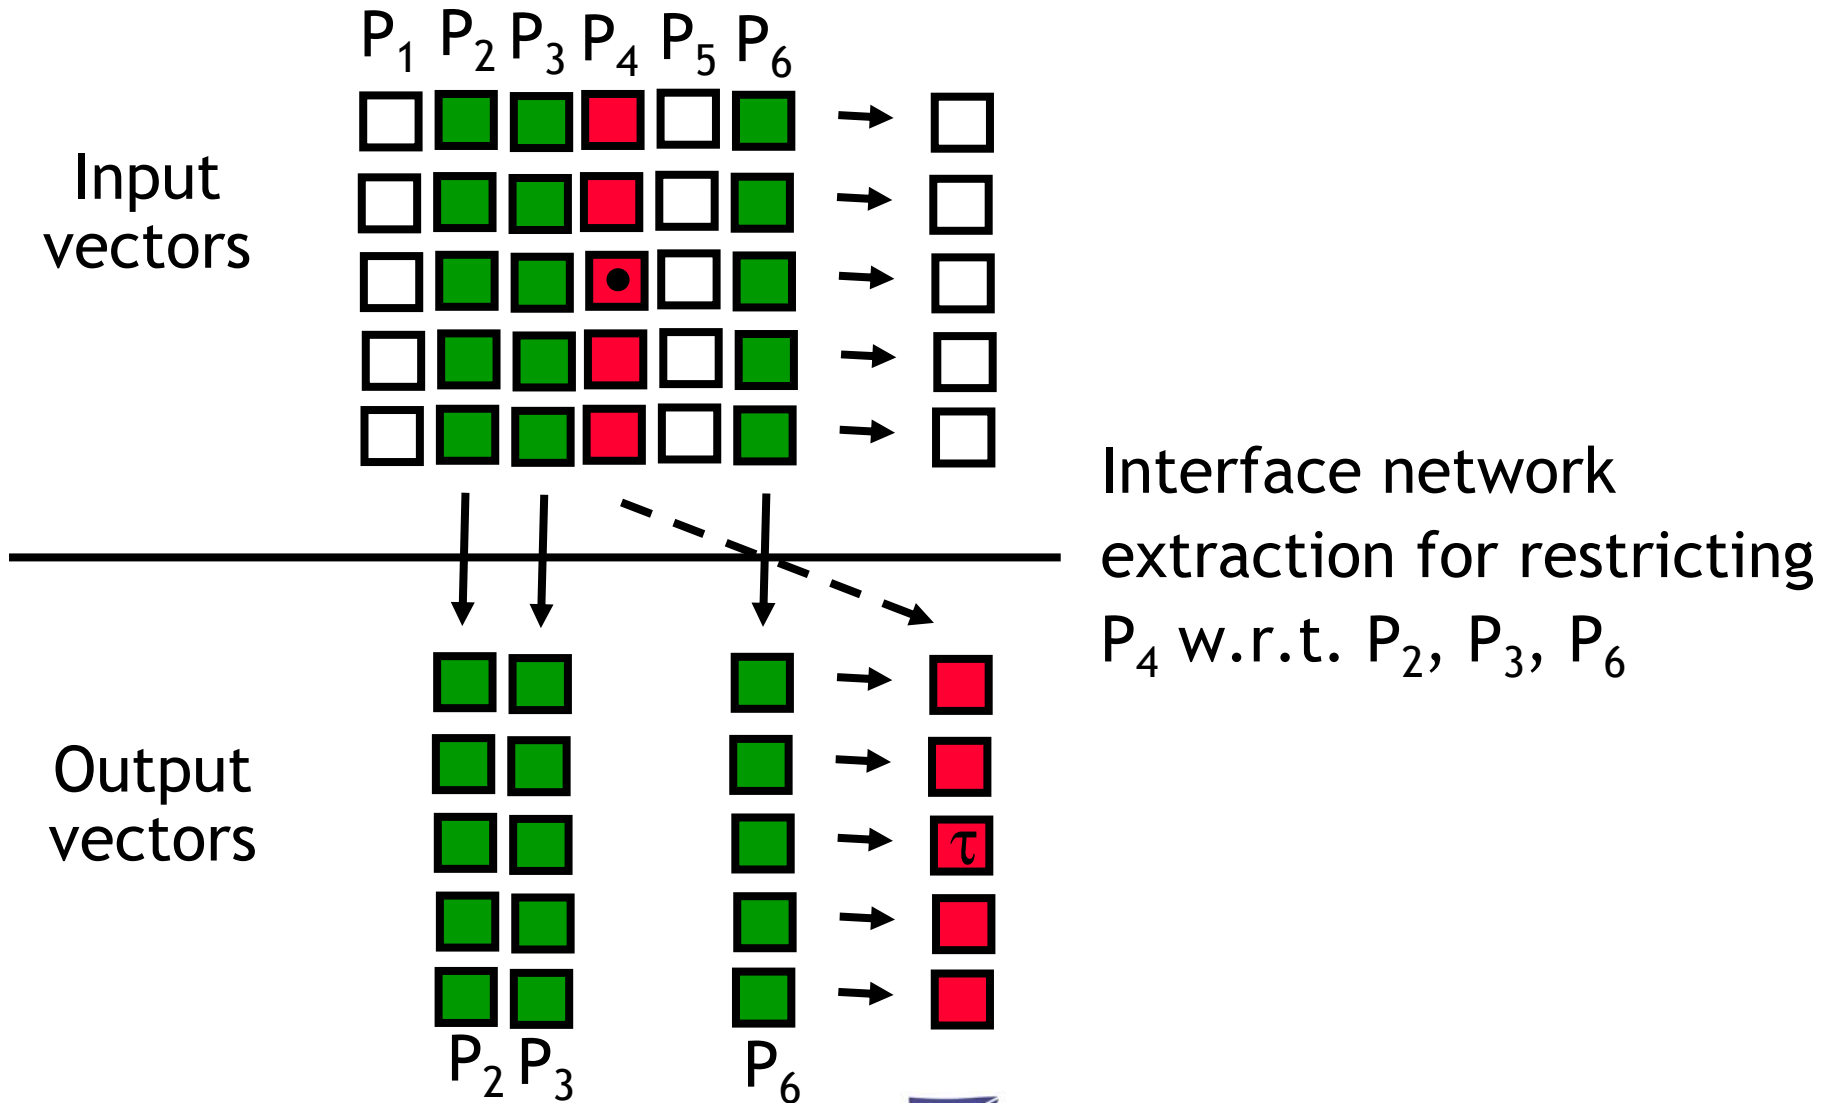 P₁ P₂ P₃ P₄ P₅ P₆
Input
vectors
•
Interface network
extraction for restricting
P₄ w.r.t. P₂, P₃, P₆
Output
vectors
τ
P₂ P₃ P₆